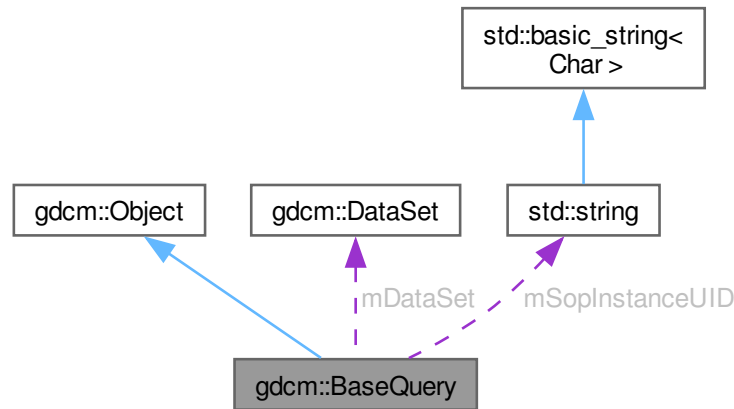 std::basic_string<
Char >
gdcm::Object
gdcm::DataSet
std::string
mDataSet
mSopInstanceUID
gdcm::BaseQuery